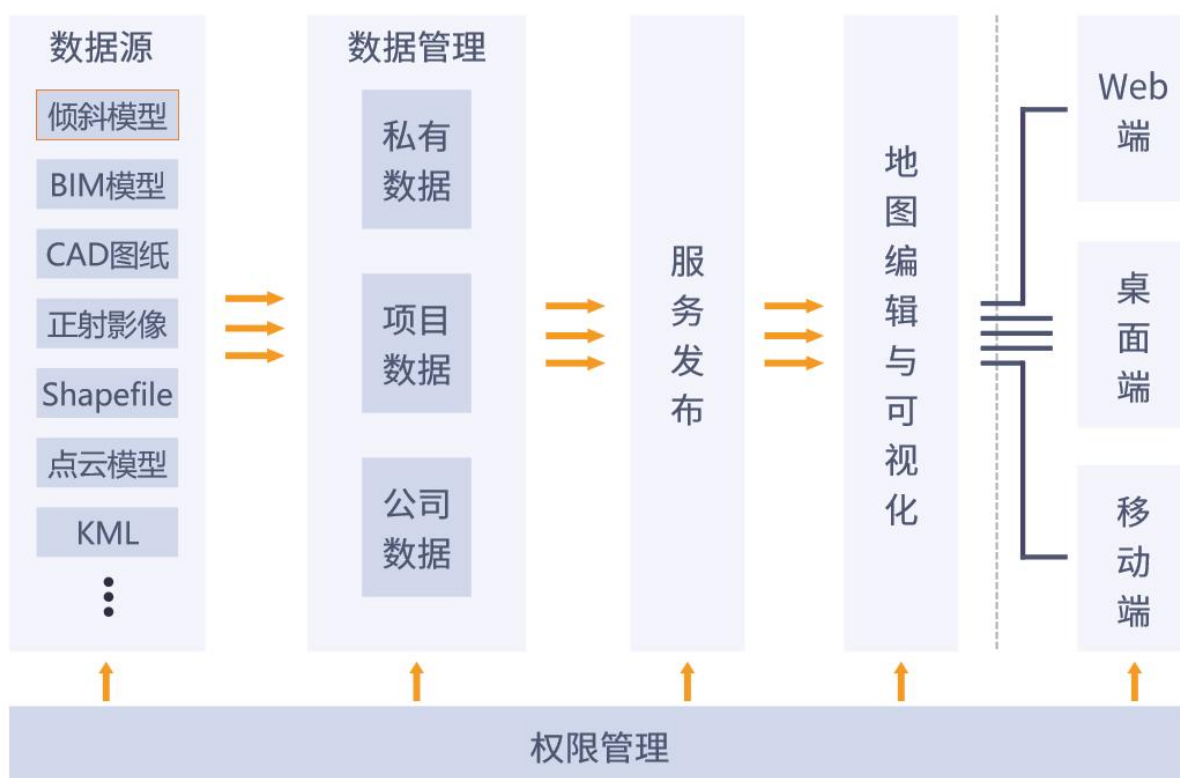 数据源
倾斜模型
BIM模型
CAD图纸
正射影像
Shapefile
点云模型
KML
数据管理
私有
数据
项目
数据
公司
数据
服务发布
地图编辑与可视化
Web
端
桌面端
移动端
权限管理